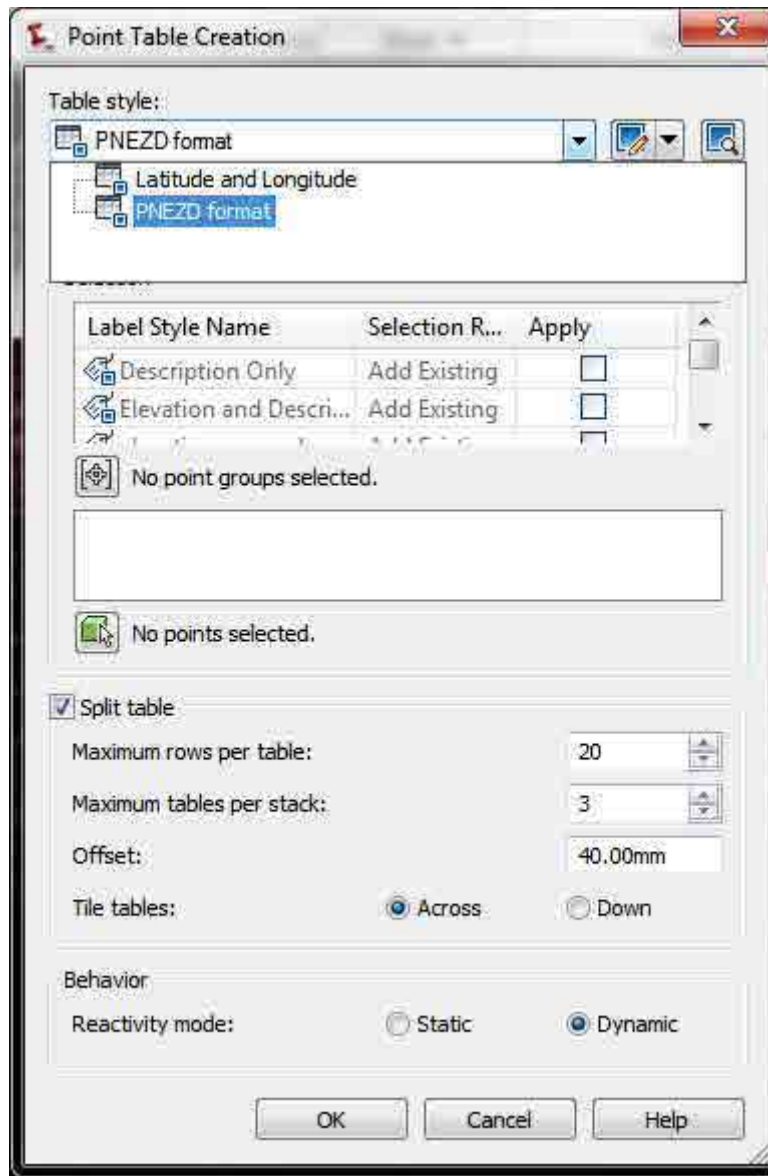 Point Table Creation
Table style:
PNEZD format
Latitude and Longitude
PNEZD format
Label Style Name Selection R... Apply
Description Only Add Existing
Elevation and Descri... Add Existing
No point groups selected.
No points selected.
Split table
Maximum rows per table: 20
Maximum tables per stack: 3
Offset: 40.00mm
Tile tables: Across Down
Behavior
Reactivity mode: Static Dynamic
OK Cancel Help